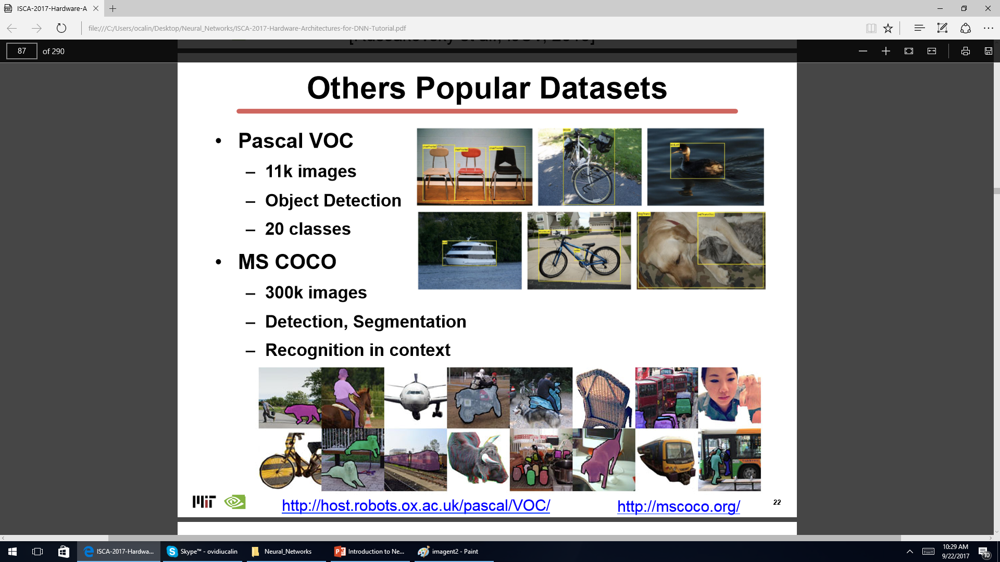 ISCA-2017-Hardware-A
file:///C:/Users/ocalin/Desktop/Neural_Networks/ISCA-2017-Hardware-Architectures-for-DNN-Tutorial.pdf
87 of 290
Others Popular Datasets
• Pascal VOC
– 11k images
– Object Detection
– 20 classes
• MS COCO
– 300k images
– Detection, Segmentation
– Recognition in context
MIT
http://host.robots.ox.ac.uk/pascal/VOC/
http://mscoco.org/
22
ISCA-2017-Hardwa...
Skype™ - ovidiucalin
Neural_Networks
Introduction to Ne...
imagent2 - Paint
10:29 AM
9/22/2017
10